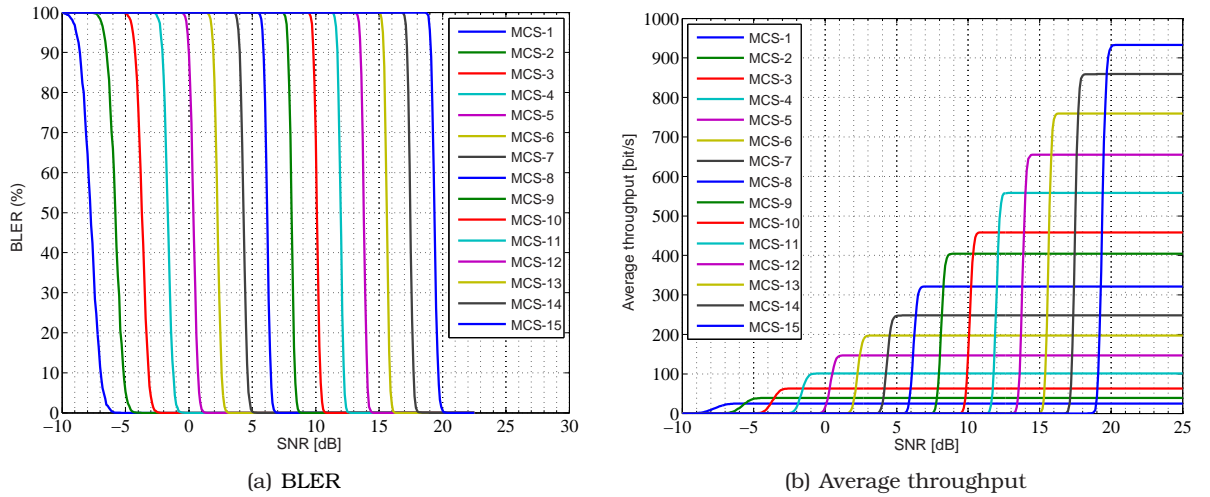 100
90
80
70
60
50
40
30
20
10
0
BLER (%)
−10
−5
0
5
10
15
20
25
30
SNR [dB]
MCS-1
MCS-2
MCS-3
MCS-4
MCS-5
MCS-6
MCS-7
MCS-8
MCS-9
MCS-10
MCS-11
MCS-12
MCS-13
MCS-14
MCS-15
(a) BLER
1000
900
800
700
600
500
400
300
200
100
0
Average throughput [bit/s]
−10
−5
0
5
10
15
20
25
SNR [dB]
MCS-1
MCS-2
MCS-3
MCS-4
MCS-5
MCS-6
MCS-7
MCS-8
MCS-9
MCS-10
MCS-11
MCS-12
MCS-13
MCS-14
MCS-15
(b) Average throughput